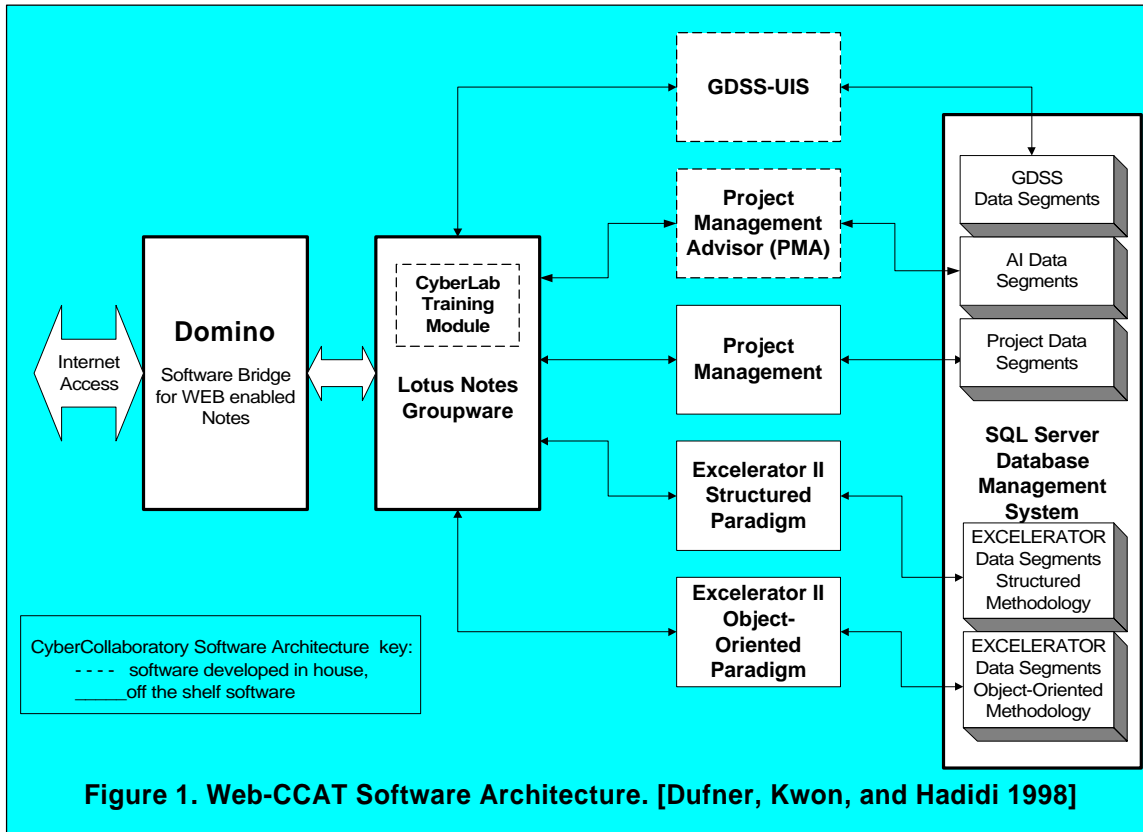 GDSS-UIS
Project
Management
Advisor (PMA)
Project
Management
Excelerator II
Structured
Paradigm
Excelerator II
Object-
Oriented
Paradigm
Internet
Access
Domino
Software Bridge
for WEB enabled
Notes
CyberLab
Training
Module
Lotus Notes
Groupware
GDSS
Data Segments
AI Data
Segments
Project Data
Segments
SQL Server
Database
Management
System
EXCELERATOR
Data Segments
Structured
Methodology
EXCELERATOR
Data Segments
Object-Oriented
Methodology
CyberCollaboratory Software Architecture key:
- - - - software developed in house,
_____off the shelf software
Figure 1. Web-CCAT Software Architecture. [Dufner, Kwon, and Hadidi 1998]